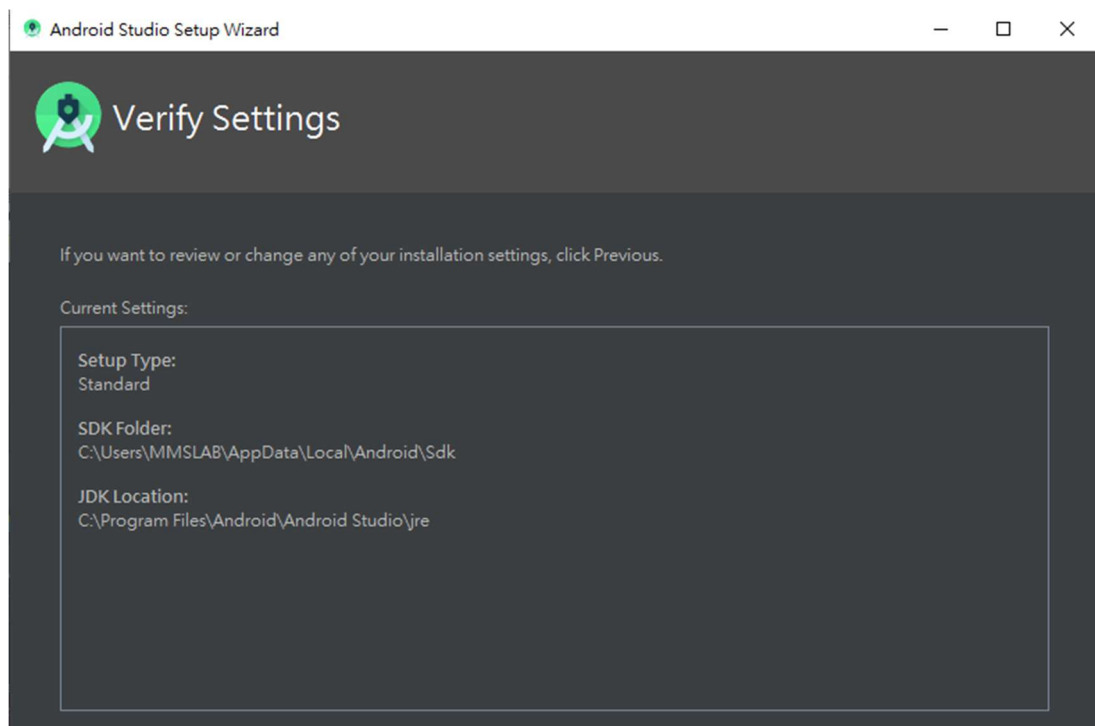 Android Studio Setup Wizard
Verify Settings
If you want to review or change any of your installation settings, click Previous.
Current Settings:
Setup Type:
Standard
SDK Folder:
C:\Users\MMSLAB\AppData\Local\Android\Sdk
JDK Location:
C:\Program Files\Android\Android Studio\jre